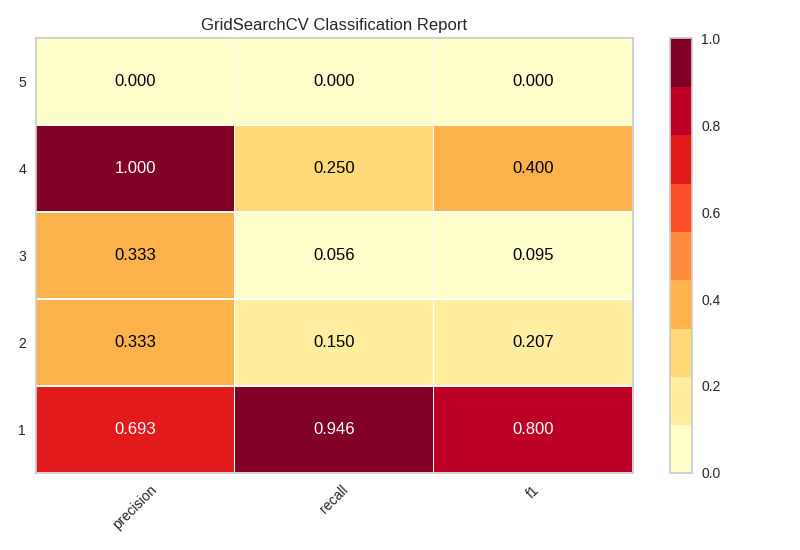 GridSearchCV Classification Report
5 0.000 0.000 0.000
4 1.000 0.250 0.400
3 0.333 0.056 0.095
2 0.333 0.150 0.207
1 0.693 0.946 0.800
precision recall f1
1.0
0.8
0.6
0.4
0.2
0.0